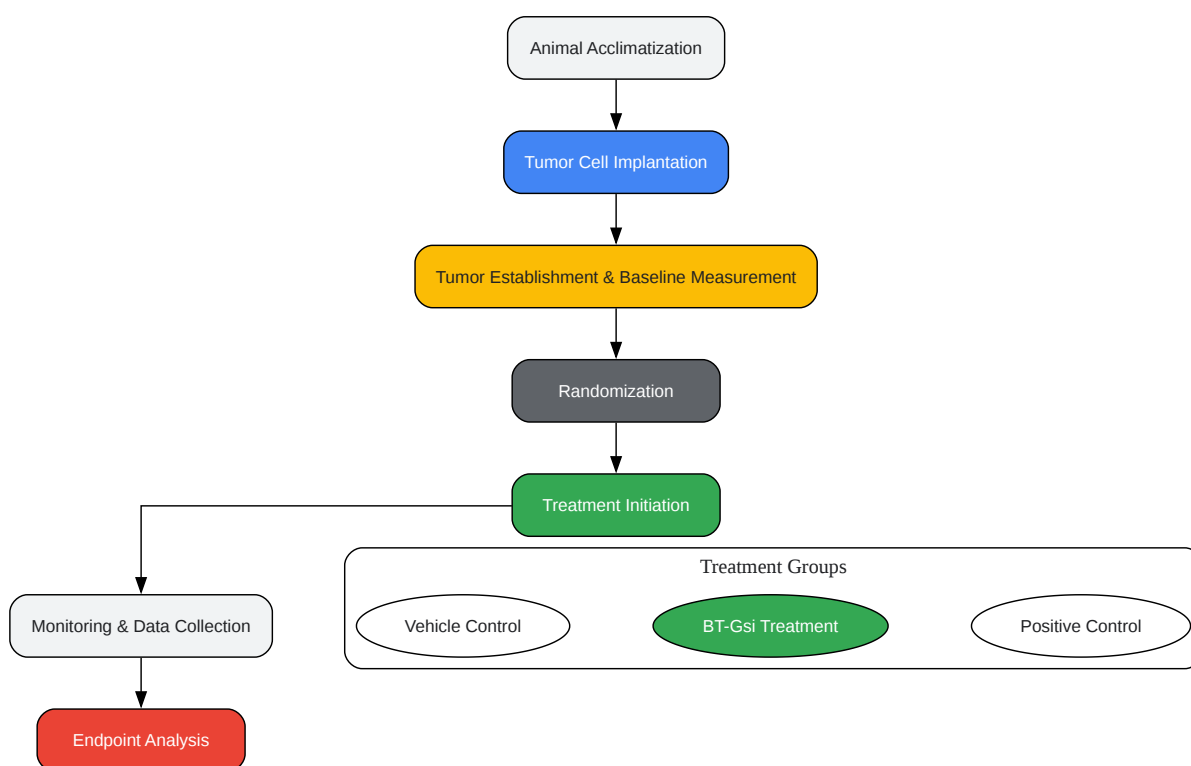 Animal Acclimatization
Tumor Cell Implantation
Tumor Establishment & Baseline Measurement
Randomization
Treatment Initiation
Treatment Groups
Monitoring & Data Collection
Vehicle Control
BT-Gsi Treatment
Positive Control
Endpoint Analysis